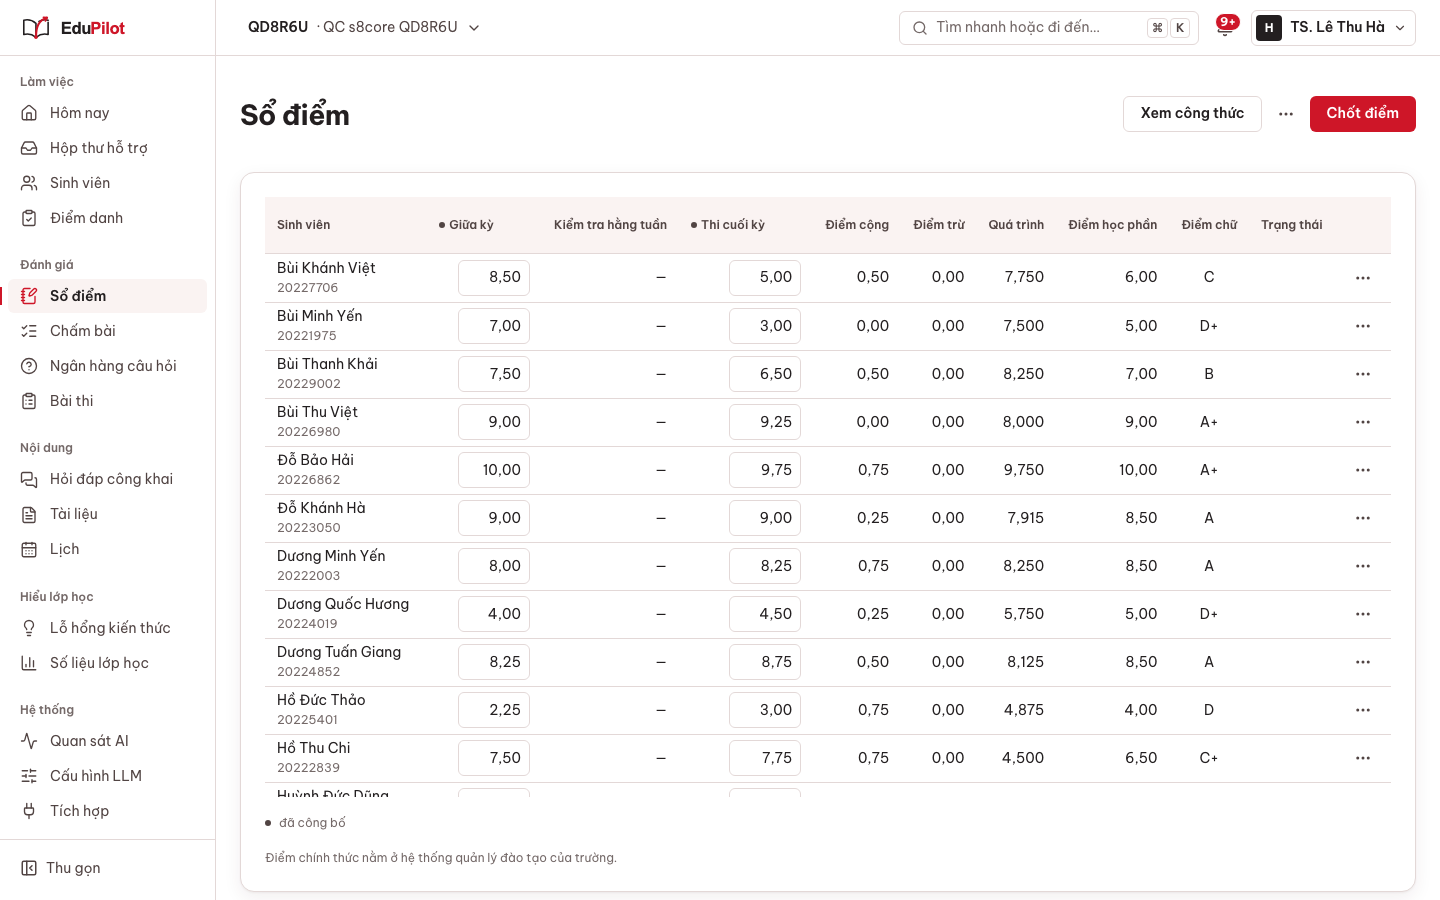 EduPilot
QD8R6U · QC s8core QD8R6U
Tìm nhanh hoặc đi đến... ⌘ K
9+
H TS. Lê Thu Hà
Làm việc
Hôm nay
Hộp thư hỗ trợ
Sinh viên
Điểm danh
Đánh giá
Sổ điểm
Chấm bài
Ngân hàng câu hỏi
Bài thi
Nội dung
Hỏi đáp công khai
Tài liệu
Lịch
Hiểu lớp học
Lỗ hổng kiến thức
Số liệu lớp học
Hệ thống
Quan sát AI
Cấu hình LLM
Tích hợp
Thu gọn
Sổ điểm
Xem công thức
Chốt điểm
Sinh viên Giữa kỳ Kiểm tra hằng tuần Thi cuối kỳ Điểm cộng Điểm trừ Quá trình Điểm học phần Điểm chữ Trạng thái
Bùi Khánh Việt
20227706
8,50 – 5,00 0,50 0,00 7,750 6,00 C
Bùi Minh Yến
20221975
7,00 – 3,00 0,00 0,00 7,500 5,00 D+
Bùi Thanh Khải
20229002
7,50 – 6,50 0,50 0,00 8,250 7,00 B
Bùi Thu Việt
20226980
9,00 – 9,25 0,00 0,00 8,000 9,00 A+
Đỗ Bảo Hải
20226862
10,00 – 9,75 0,75 0,00 9,750 10,00 A+
Đỗ Khánh Hà
20223050
9,00 – 9,00 0,25 0,00 7,915 8,50 A
Dương Minh Yến
20222003
8,00 – 8,25 0,75 0,00 8,250 8,50 A
Dương Quốc Hương
20224019
4,00 – 4,50 0,25 0,00 5,750 5,00 D+
Dương Tuấn Giang
20224852
8,25 – 8,75 0,50 0,00 8,125 8,50 A
Hồ Đức Thảo
20225401
2,25 – 3,00 0,75 0,00 4,875 4,00 D
Hồ Thu Chi
20222839
7,50 – 7,75 0,75 0,00 4,500 6,50 C+
Huỳnh Đức Dũng
đã công bố
Điểm chính thức nằm ở hệ thống quản lý đào tạo của trường.